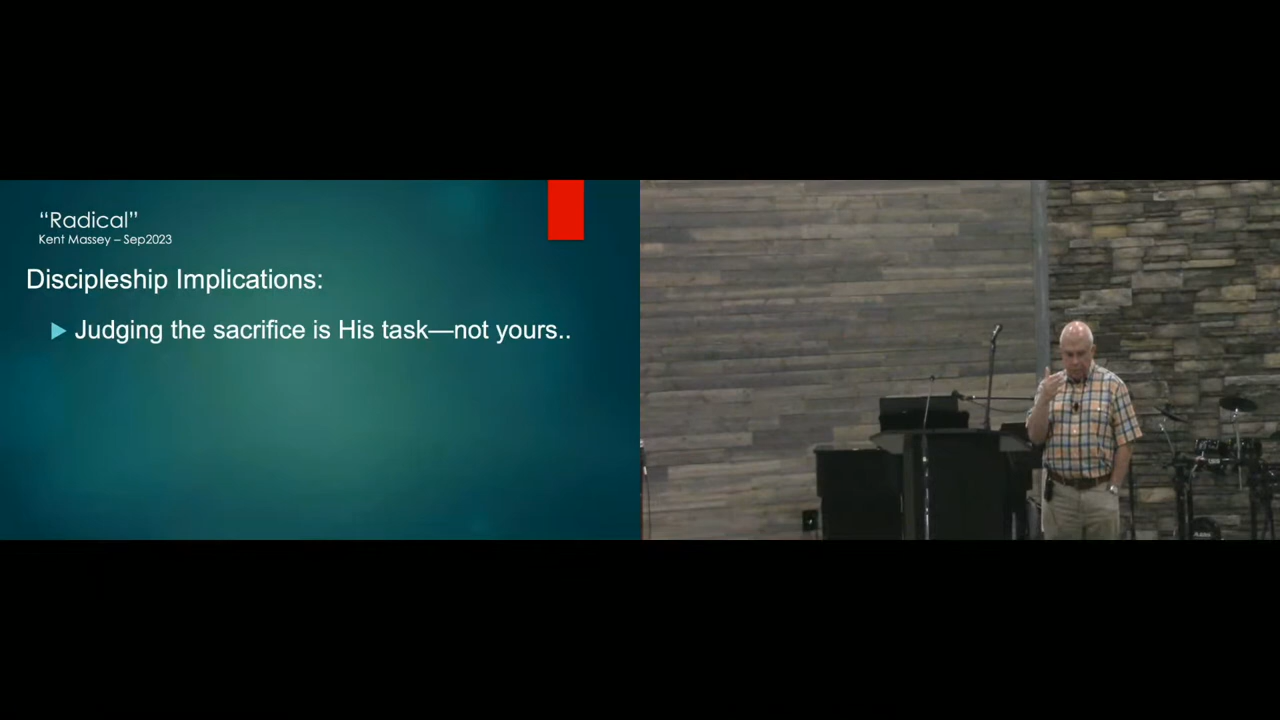 “Radical”
Kent Massey – Sep2023
Discipleship Implications:
Judging the sacrifice is His task—not yours..